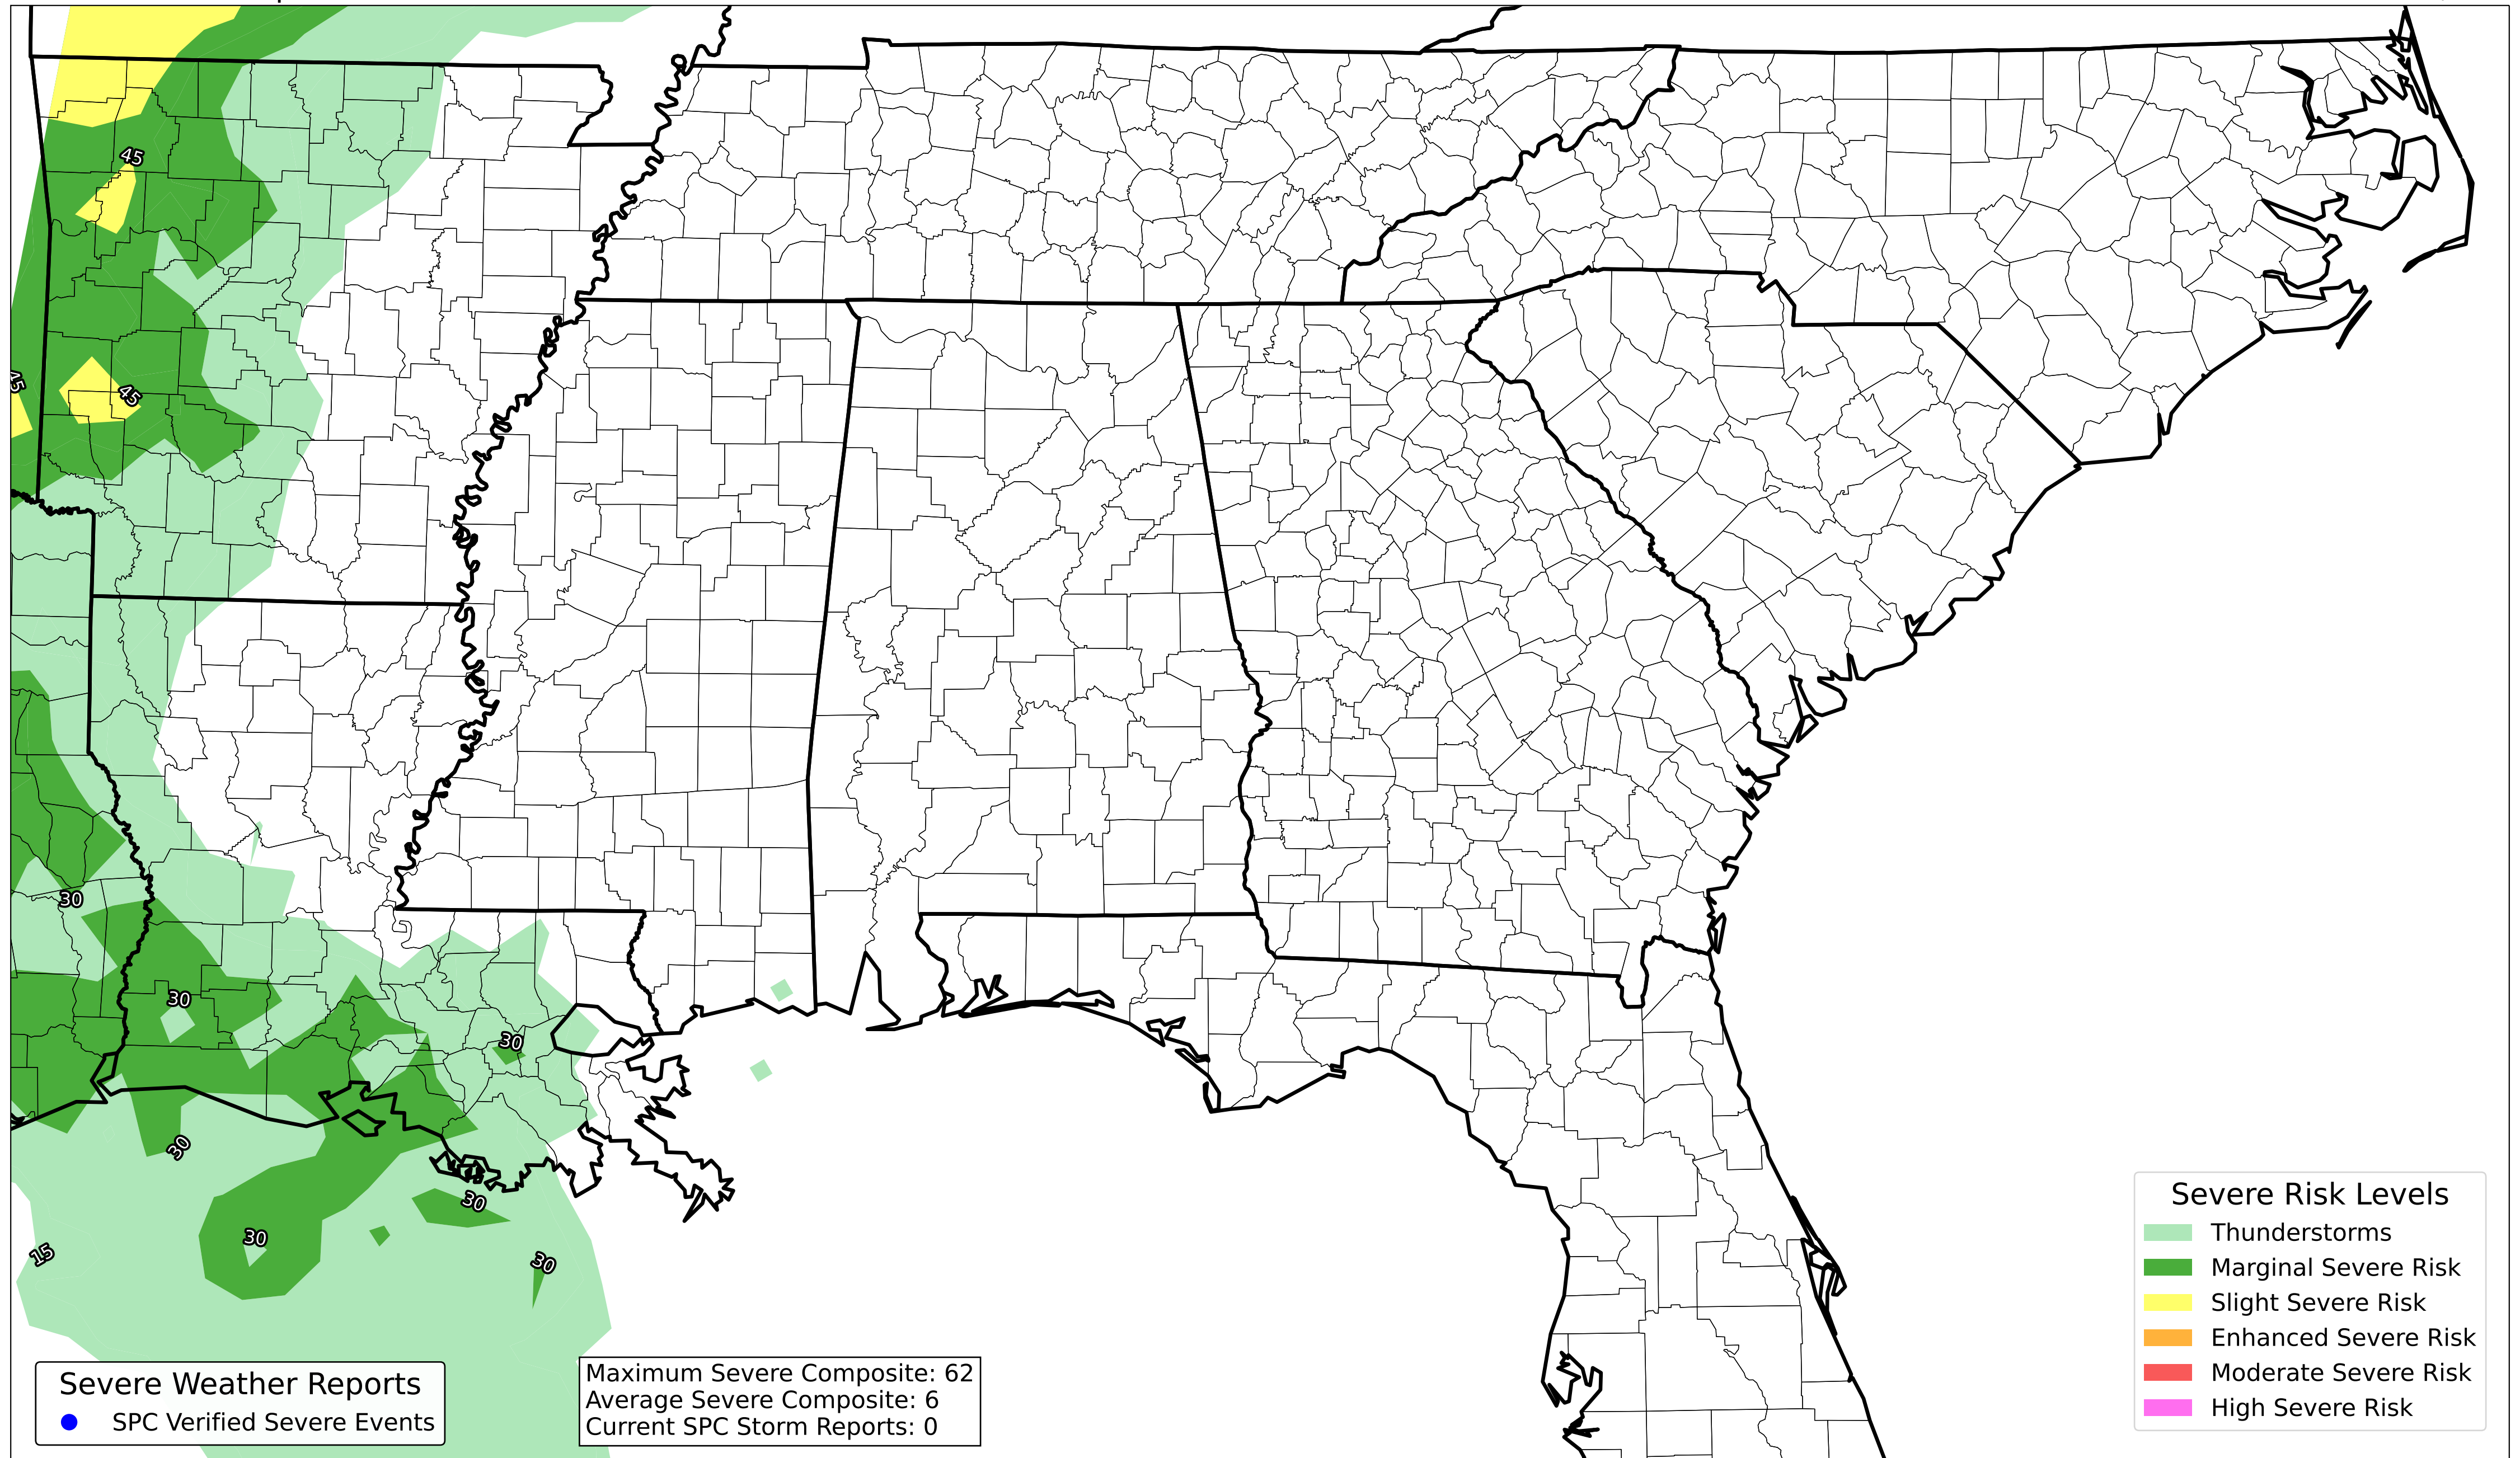 45
45
45
30
30
30
30
30
30
30
15
Severe Risk Levels
Thunderstorms
Marginal Severe Risk
Slight Severe Risk
Enhanced Severe Risk
Moderate Severe Risk
High Severe Risk
Severe Weather Reports
SPC Verified Severe Events
Maximum Severe Composite: 62
Average Severe Composite: 6
Current SPC Storm Reports: 0